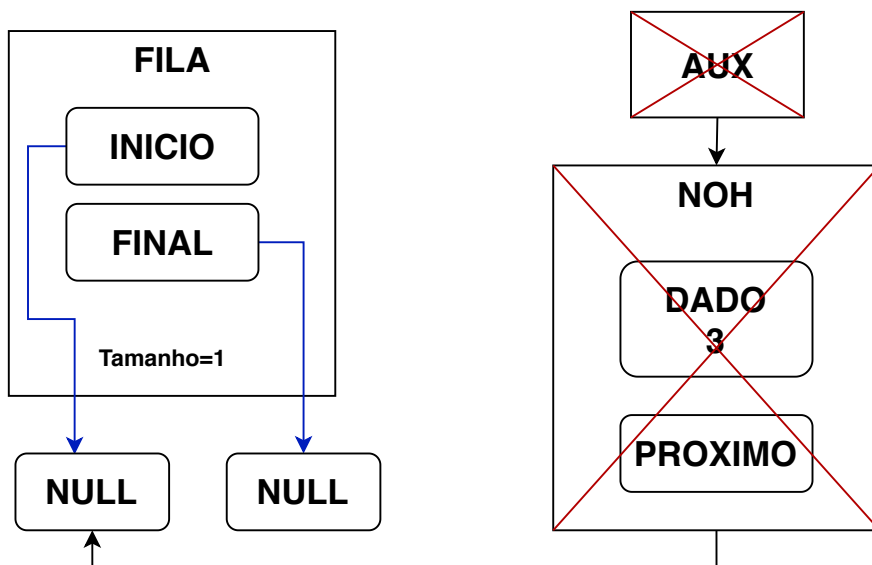 FILA
INICIO
FINAL
Tamanho=1
NULL
NULL
AUX
NOH
DADO
3
PROXIMO